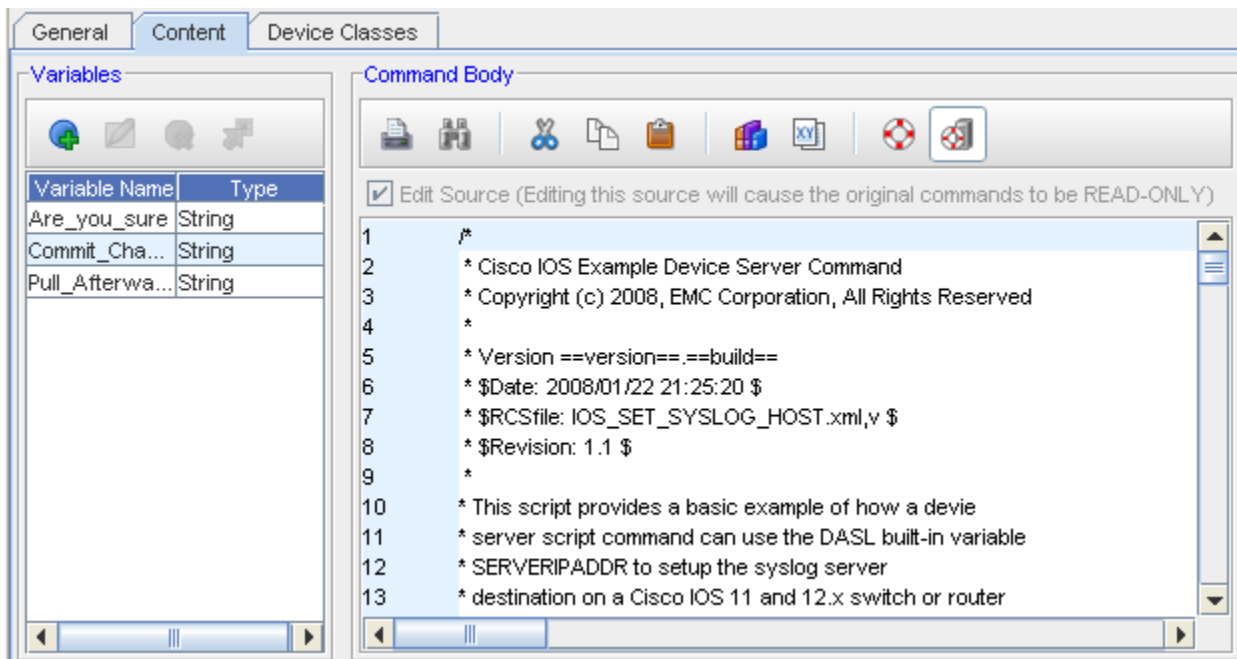 General Content Device Classes
Variables
Variable Name Type
Are_you_sure String
Commit_Cha... String
Pull_Afterwa... String
Command Body
XY
Edit Source (Editing this source will cause the original commands to be READ-ONLY)
1 /*
2 * Cisco IOS Example Device Server Command
3 * Copyright (c) 2008, EMC Corporation, All Rights Reserved
4 *
5 * Version ==version==.==build==
6 * $Date: 2008/01/22 21:25:20 $
7 * $RCSfile: IOS_SET_SYSLOG_HOST.xml,v $
8 * $Revision: 1.1 $
9 *
10 * This script provides a basic example of how a devie
11 * server script command can use the DASL built-in variable
12 * SERVERIPADDR to setup the syslog server
13 * destination on a Cisco IOS 11 and 12.x switch or router